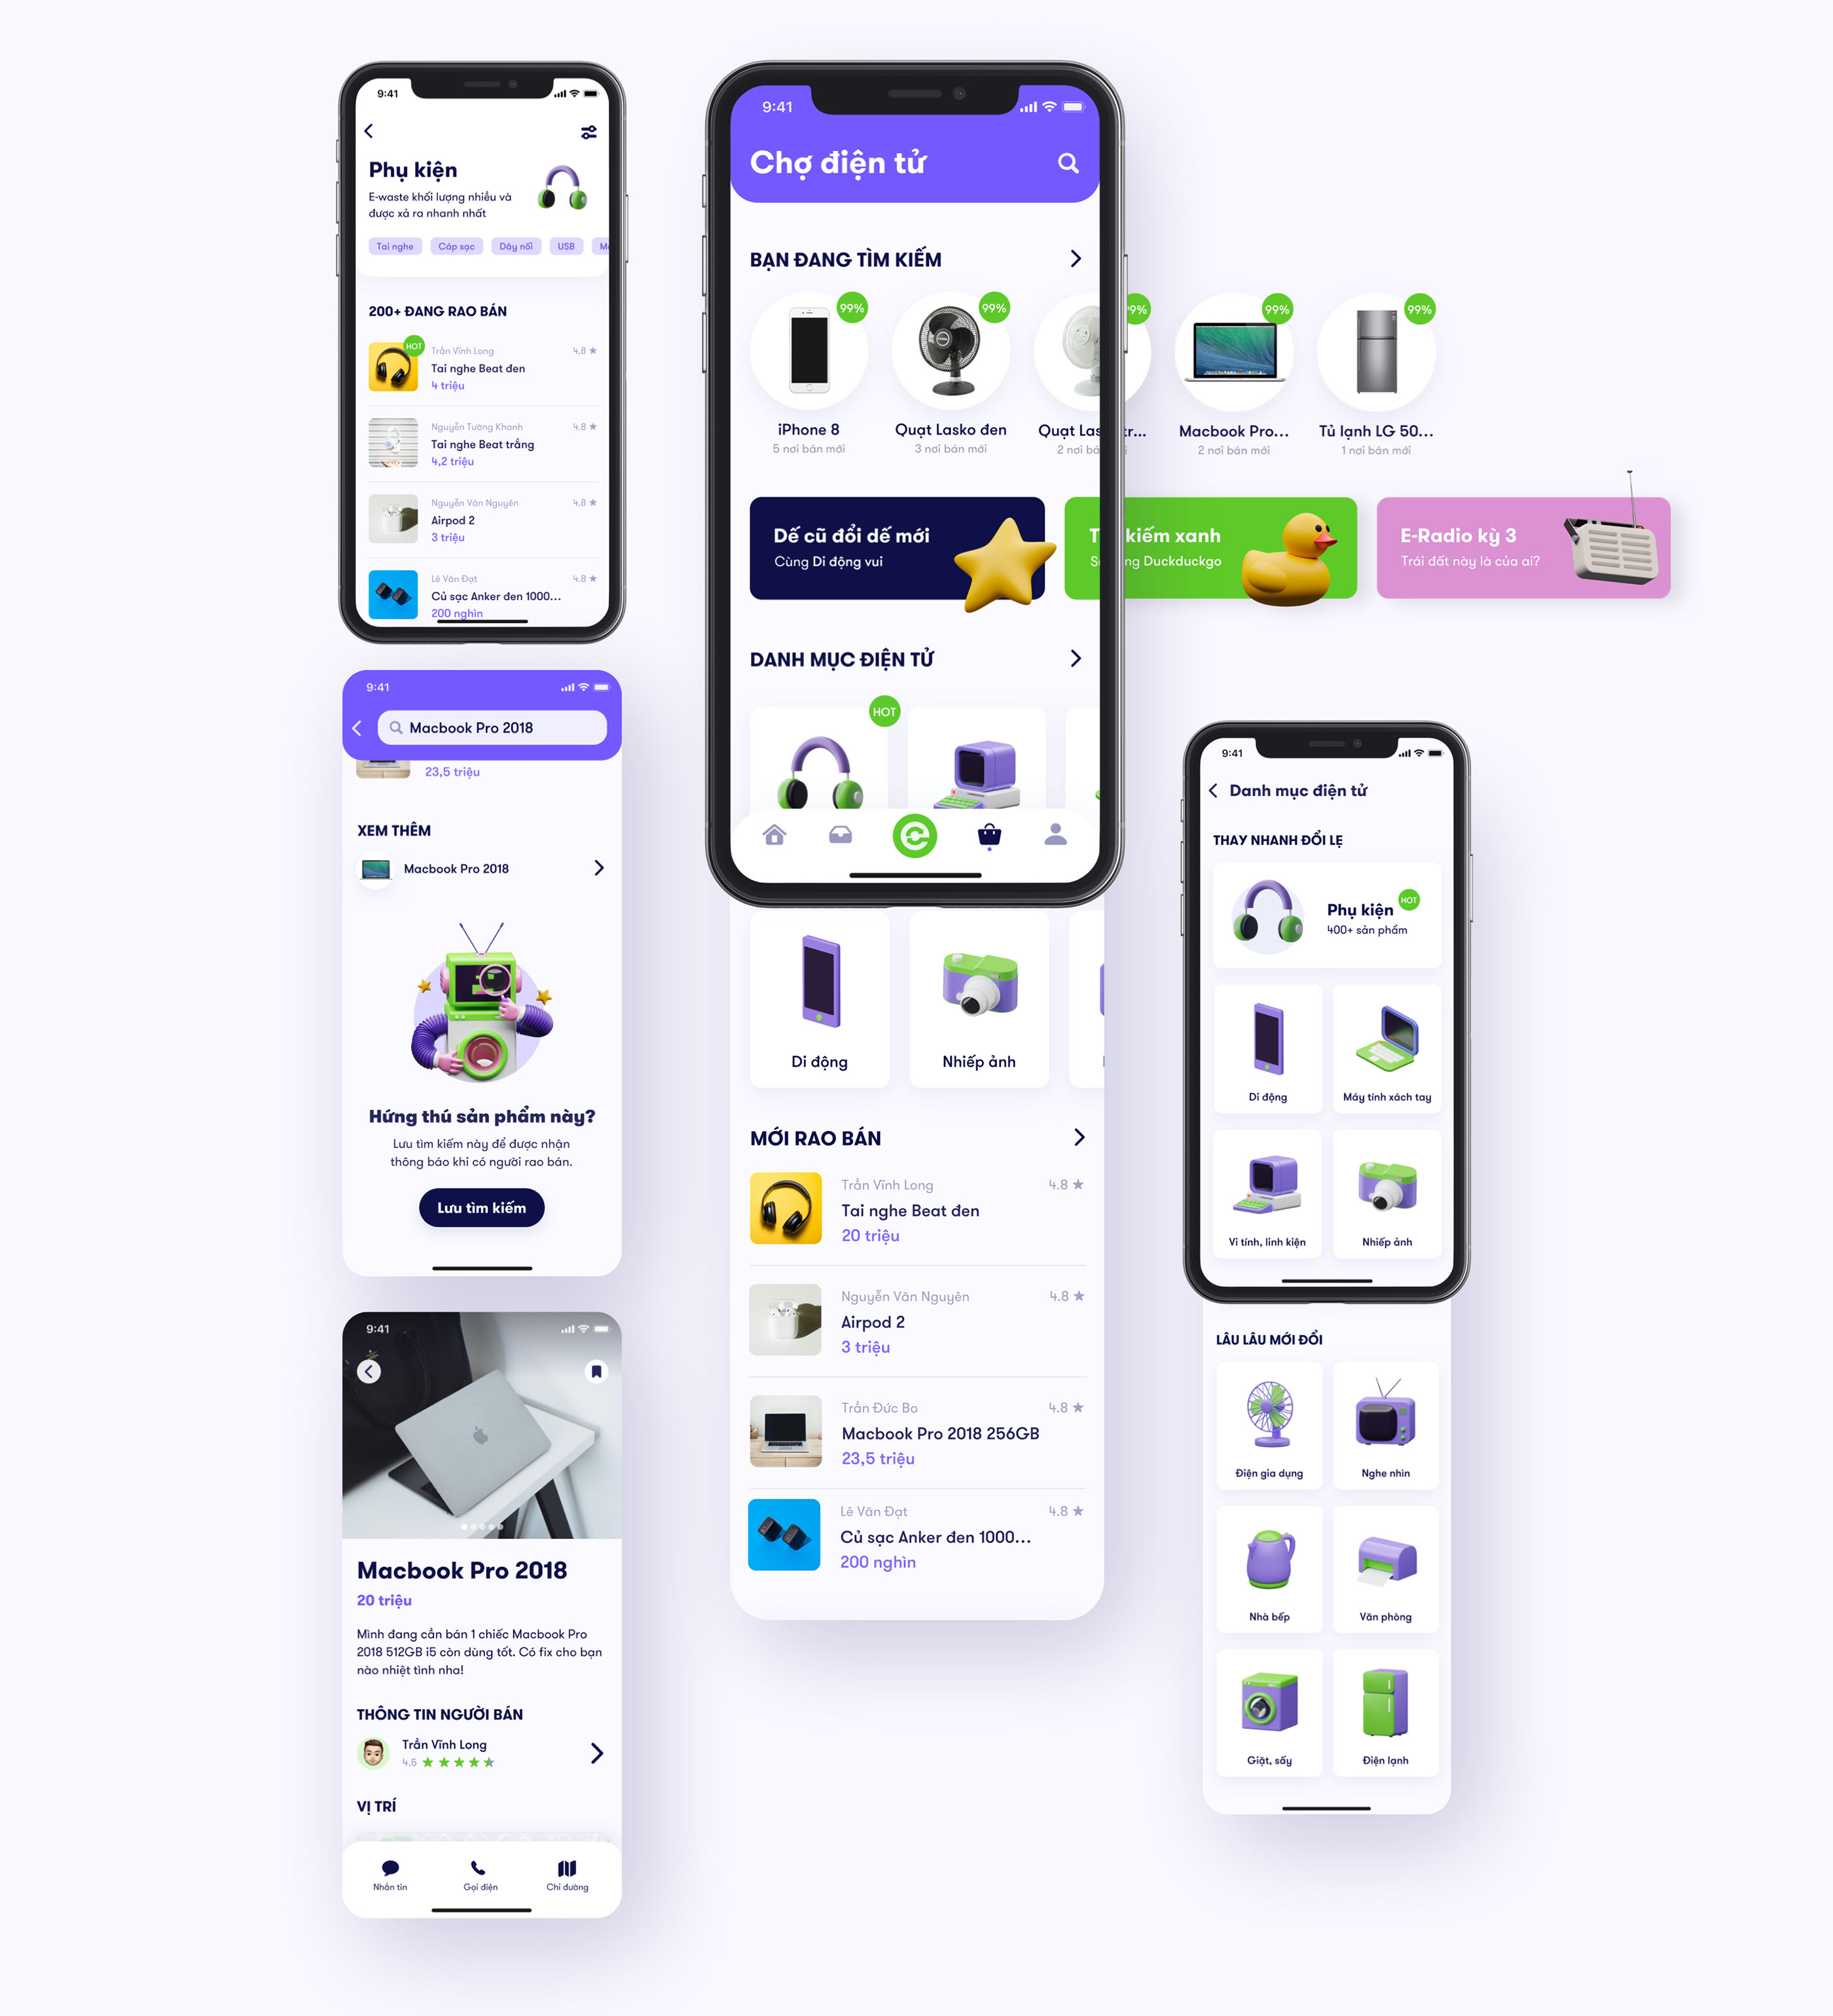 9:41
Phụ kiện
E-waste khối lượng nhiều và
được xả ra nhanh nhất
Tai nghe
Cáp sạc
Dây nối
USB
200+ ĐANG RAO BÁN
HOT
Trần Vĩnh Long
4.8 ★
Tai nghe Beat đen
4 triệu
Nguyễn Tường Khanh
4.8 ★
Tai nghe Beat trắng
4,2 triệu
Nguyễn Văn Nguyên
4.8 ★
Airpod 2
3 triệu
Lê Văn Đạt
4.8 ★
Củ sạc Anker đen 1000...
200 nghìn
9:41
Macbook Pro 2018
23,5 triệu
XEM THÊM
Macbook Pro 2018
Hứng thú sản phẩm này?
Lưu tìm kiếm này để được nhận
thông báo khi có người rao bán.
Lưu tìm kiếm
9:41
Macbook Pro 2018
20 triệu
Mình đang cần bán 1 chiếc Macbook Pro
2018 512GB i5 còn dùng tốt. Có fix cho bạn
nào nhiệt tình nha!
THÔNG TIN NGƯỜI BÁN
Trần Vĩnh Long
4.5 ★★★★★
VỊ TRÍ
Nhắn tin
Gọi điện
Chỉ đường
9:41
Chợ điện tử
BẠN ĐANG TÌM KIẾM
99%
99%
99%
99%
99%
iPhone 8
5 nơi bán mới
Quạt Lasko đen
3 nơi bán mới
Quạt Las tr...
2 nơi bá i
Macbook Pro...
2 nơi bán mới
Tủ lạnh LG 50...
1 nơi bán mới
Dế cũ đổi dế mới
Cùng Di động vui
T kiếm xanh
S ng Duckduckgo
E-Radio kỳ 3
Trái đất này là của ai?
DANH MỤC ĐIỆN TỬ
HOT
Di động
Nhiếp ảnh
MỚI RAO BÁN
Trần Vĩnh Long
4.8 ★
Tai nghe Beat đen
20 triệu
Nguyễn Văn Nguyên
4.8 ★
Airpod 2
3 triệu
Trần Đức Bo
4.8 ★
Macbook Pro 2018 256GB
23,5 triệu
Lê Văn Đạt
4.8 ★
Củ sạc Anker đen 1000...
200 nghìn
9:41
Danh mục điện tử
THAY NHANH ĐỔI LẸ
Phụ kiện
HOT
400+ sản phẩm
Di động
Máy tính xách tay
Vi tính, linh kiện
Nhiếp ảnh
LÂU LÂU MỚI ĐỔI
Điện gia dụng
Nghe nhìn
Nhà bếp
Văn phòng
Giặt, sấy
Điện lạnh